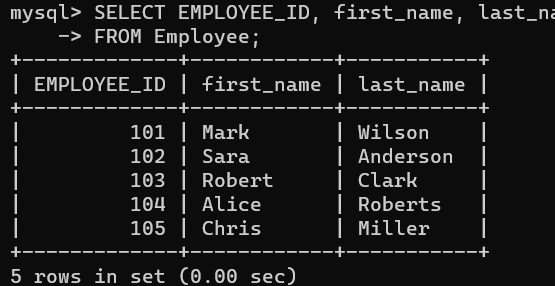 mysql> SELECT EMPLOYEE_ID, first_name,
    -> FROM Employee;
+-------------+------------+-----------+
| EMPLOYEE_ID | first_name | last_name |
+-------------+------------+-----------+
|         101 | Mark       | Wilson    |
|         102 | Sara       | Anderson  |
|         103 | Robert     | Clark     |
|         104 | Alice      | Roberts   |
|         105 | Chris      | Miller    |
+-------------+------------+-----------+
5 rows in set (0.00 sec)